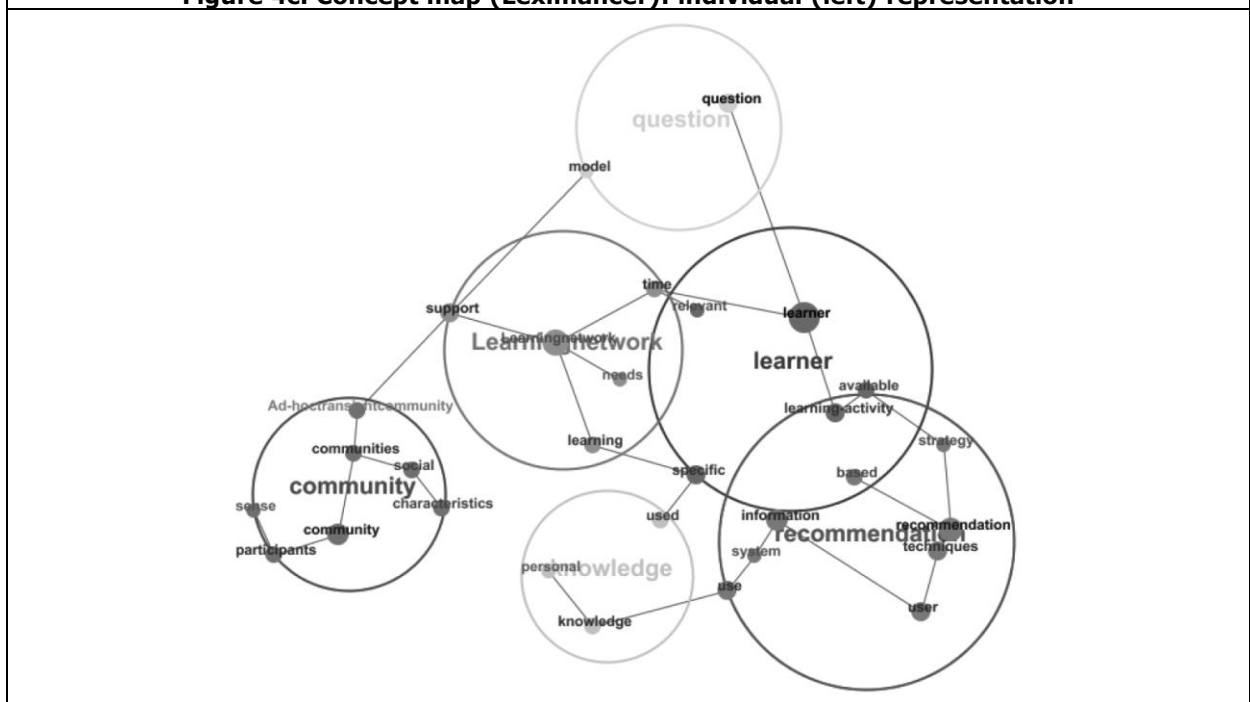 Figure 4c. Concept map (Leximancer): individual (left) representation
question
question
model
time
relevant
support
learner
Learningnetwork
Learning network
learner
needs
available
Ad-hoctransientcommunity
learning-activity
learning
strategy
communities
social
specific
based
community
characteristics
sense
used
information
recommendation
recommendation
community
techniques
participants
system
personal
knowledge
use
user
knowledge